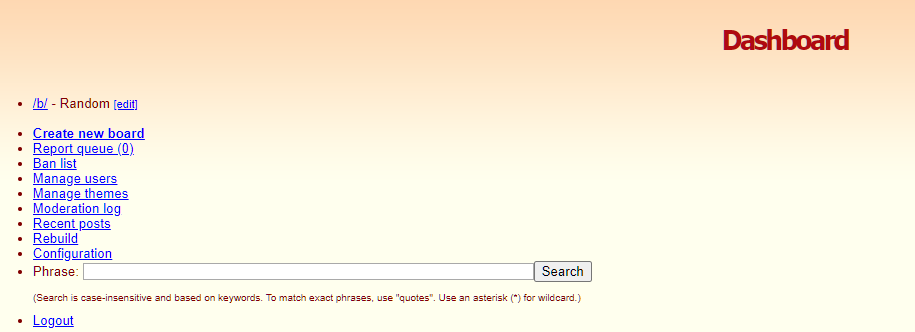 Dashboard
/b/ - Random [edit]
Create new board
Report queue (0)
Ban list
Manage users
Manage themes
Moderation log
Recent posts
Rebuild
Configuration
Phrase: Search
(Search is case-insensitive and based on keywords. To match exact phrases, use "quotes". Use an asterisk (*) for wildcard.)
Logout